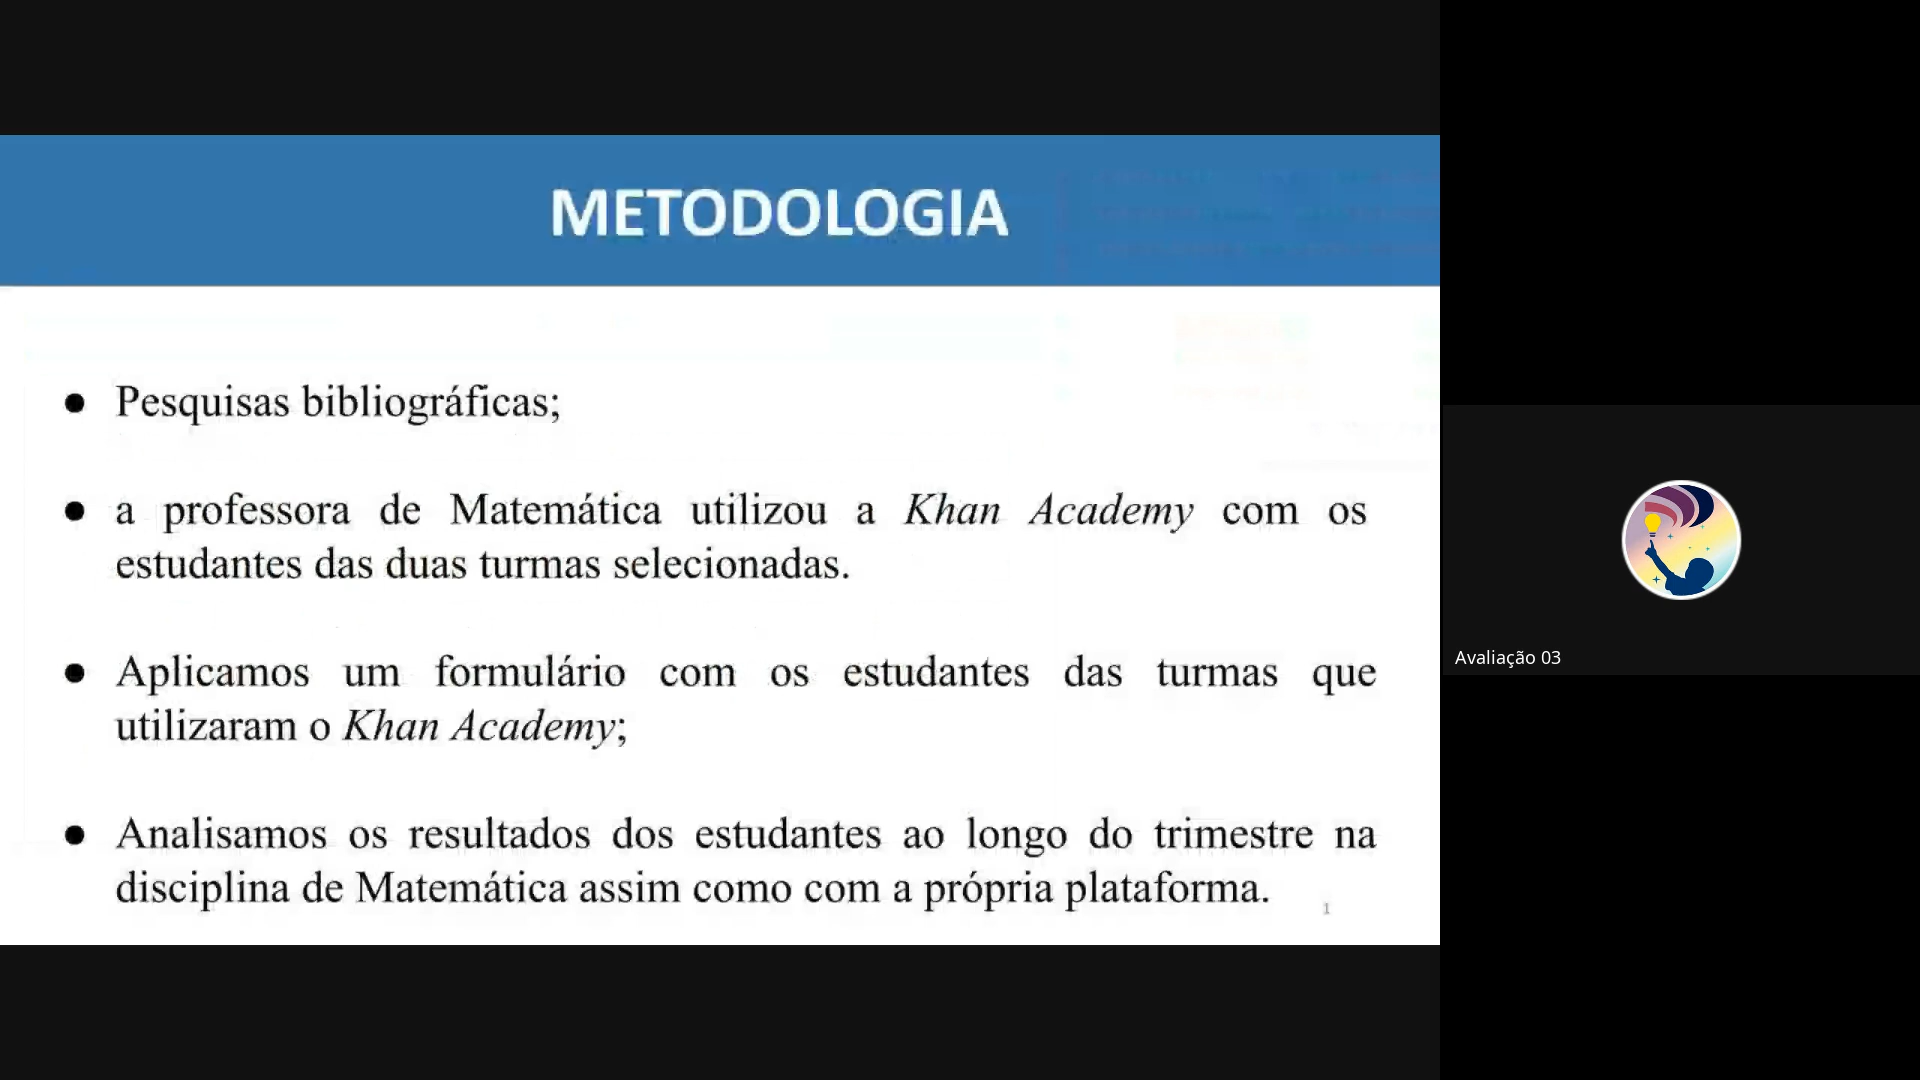 METODOLOGIA
● Pesquisas bibliográficas;
● a professora de Matemática utilizou a Khan Academy com os
estudantes das duas turmas selecionadas.
● Aplicamos um formulário com os estudantes das turmas que
utilizaram o Khan Academy;
● Analisamos os resultados dos estudantes ao longo do trimestre na
disciplina de Matemática assim como com a própria plataforma.
1
Avaliação 03